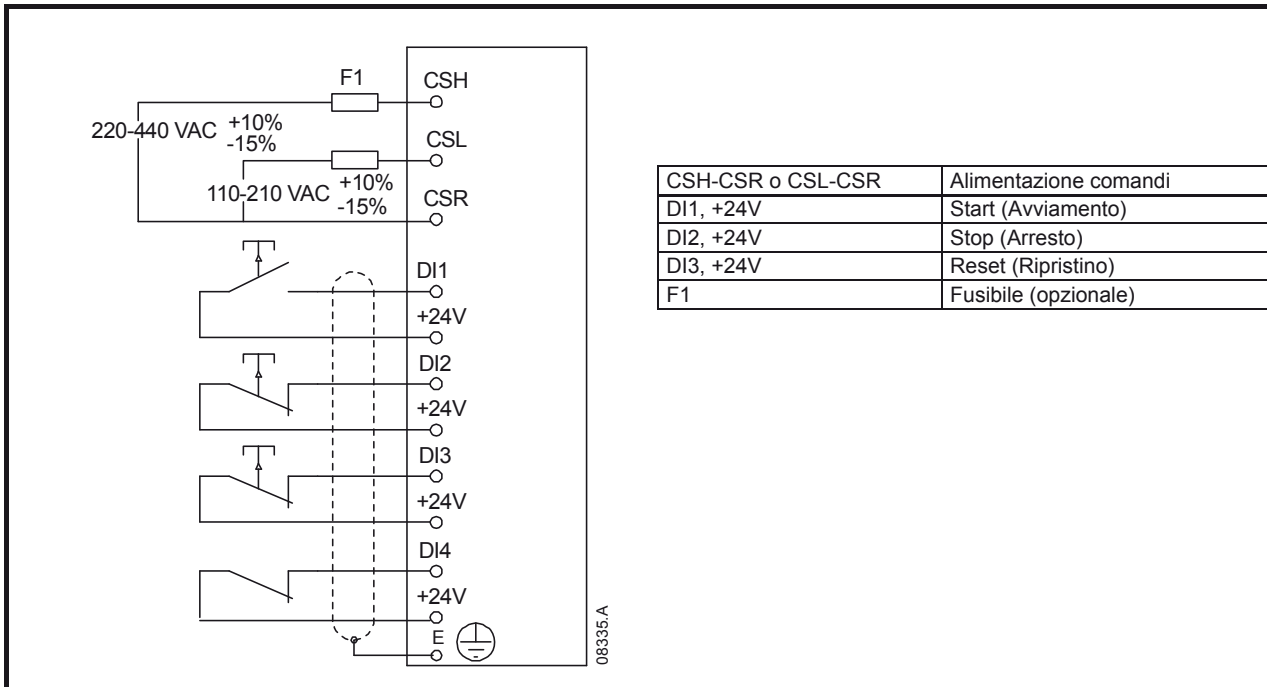 F1
CSH
220-440 VAC +10%
-15%
CSL
110-210 VAC +10%
-15%
CSR
DI1
+24V
DI2
+24V
DI3
+24V
DI4
+24V
E
08335.A
CSH-CSR o CSL-CSR Alimentazione comandi
DI1, +24V Start (Avviamento)
DI2, +24V Stop (Arresto)
DI3, +24V Reset (Ripristino)
F1 Fusibile (opzionale)